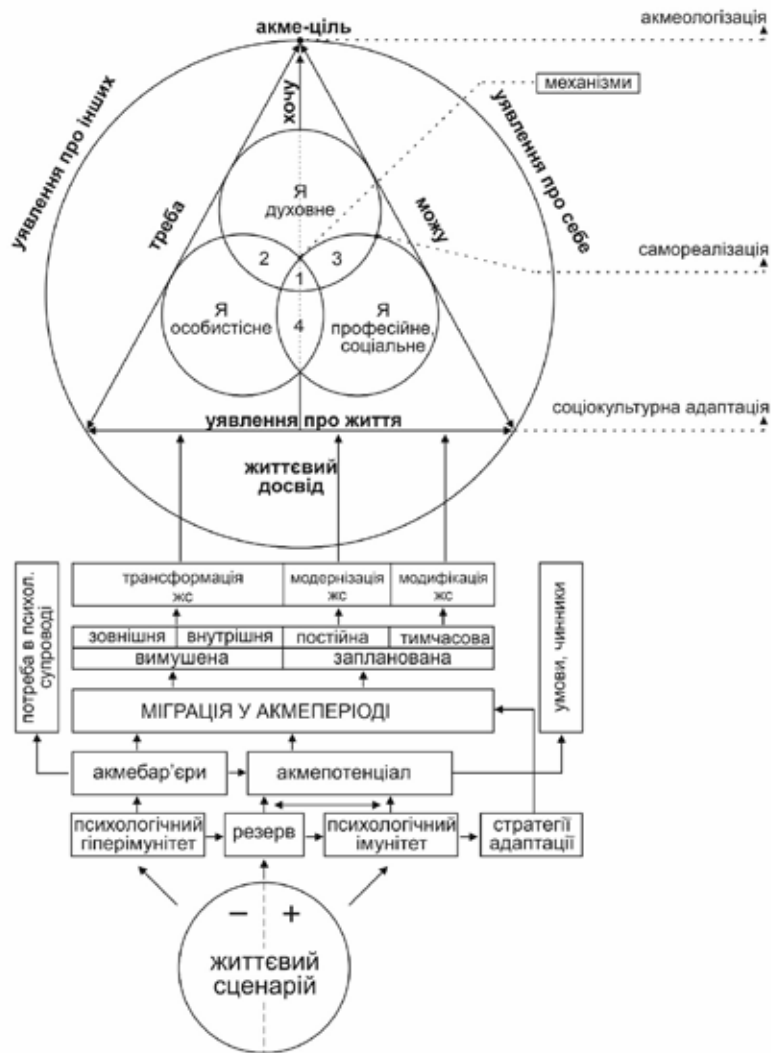 акме-ціль
акмеологізація
механізми
хочу
уявлення про інших
уявлення про себе
треба
можу
Я
духовне
самореалізація
2
3
1
4
Я
особистісне
Я
професійне,
соціальне
уявлення про життя
соціокультурна адаптація
життєвий
досвід
потреба в психол.
супроводі
трансформація
жс
модернізація
жс
модифікація
жс
умови, чинники
зовнішня
внутрішня
постійна
тимчасова
вимушена
запланована
МІГРАЦІЯ У АКМЕПЕРІОДІ
акмебар'єри
акмепотенціал
психологічний
гіперімунітет
резерв
психологічний
імунітет
стратегії
адаптації
− +
життєвий
сценарій